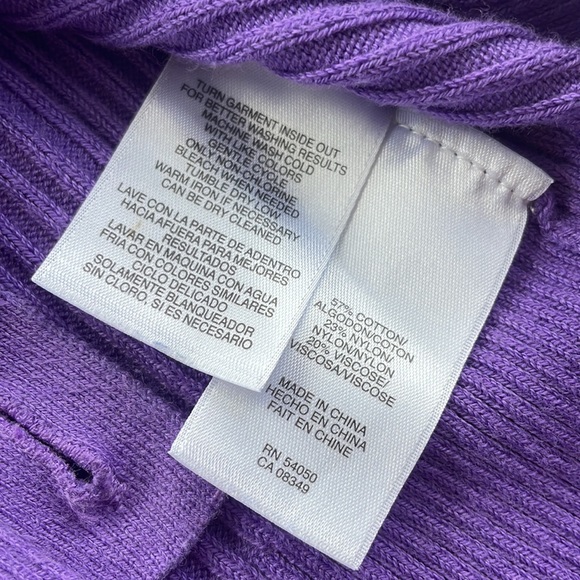 TURN GARMENT INSIDE OUT
FOR BETTER WASHING RESULTS
MACHINE WASH COLD
WITH LIKE COLORS
GENTLE CYCLE
ONLY NON-CHLORINE
BLEACH WHEN NEEDED
TUMBLE DRY LOW
WARM IRON IF NECESSARY
CAN BE DRY CLEANED
LAVE CON LA PARTE DE ADENTRO
HACIA AFUERA PARA MEJORES
RESULTADOS
LAVAR EN MAQUINA CON AGUA
FRIA CON COLORES SIMILARES
CICLO DELICADO
SOLAMENTE BLANQUEADOR
SIN CLORO, SI ES NECESARIO
57% COTTON/
ALGODON/COTON
23% NYLON/
NYLON/NYLON
20% VISCOSE/
VISCOSA/VISCOSE
MADE IN CHINA
HECHO EN CHINA
FAIT EN CHINE
RN 54050
CA 08349